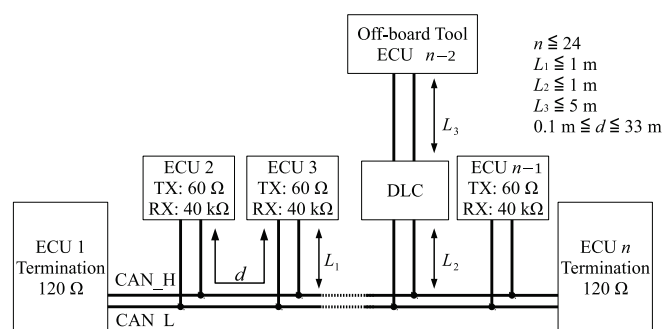 Off-board Tool
ECU n−2
n ≦ 24
L₁ ≦ 1 m
L₂ ≦ 1 m
L₃ ≦ 5 m
0.1 m ≦ d ≦ 33 m
L₃
ECU 2
TX: 60 Ω
RX: 40 kΩ
ECU 3
TX: 60 Ω
RX: 40 kΩ
DLC
ECU n−1
TX: 60 Ω
RX: 40 kΩ
ECU 1
Termination
120 Ω
d
L₁
L₂
ECU n
Termination
120 Ω
CAN_H
CAN_L